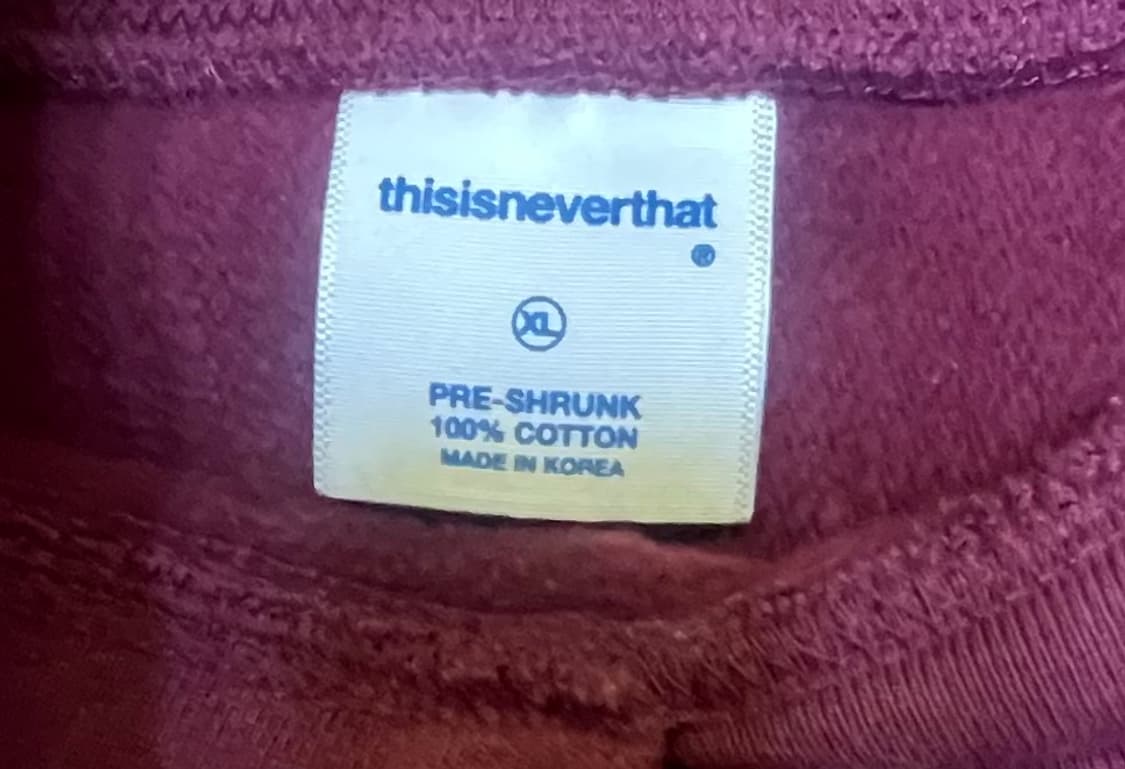 thisisneverthat
®
XL
PRE-SHRUNK
100% COTTON
MADE IN KOREA